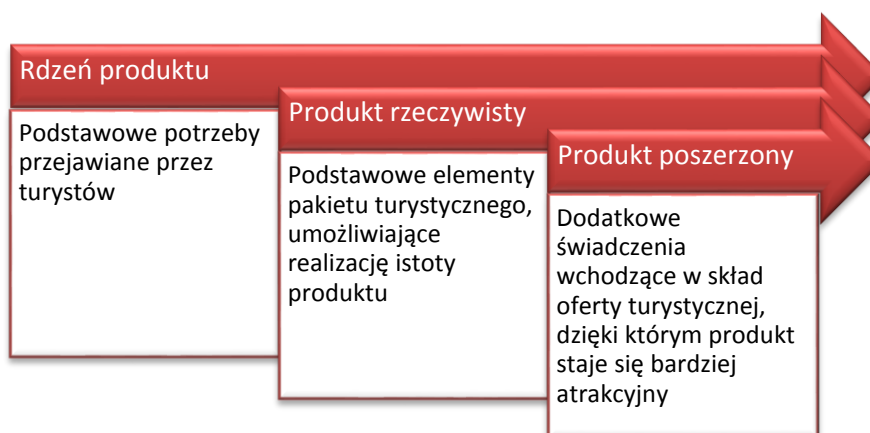 Rdzeń produktu
Podstawowe potrzeby
przejawiane przez
turystów
Produkt rzeczywisty
Podstawowe elementy
pakietu turystycznego,
umożliwiające
realizację istoty
produktu
Produkt poszerzony
Dodatkowe
świadczenia
wchodzące w skład
oferty turystycznej,
dzięki którym produkt
staje się bardziej
atrakcyjny